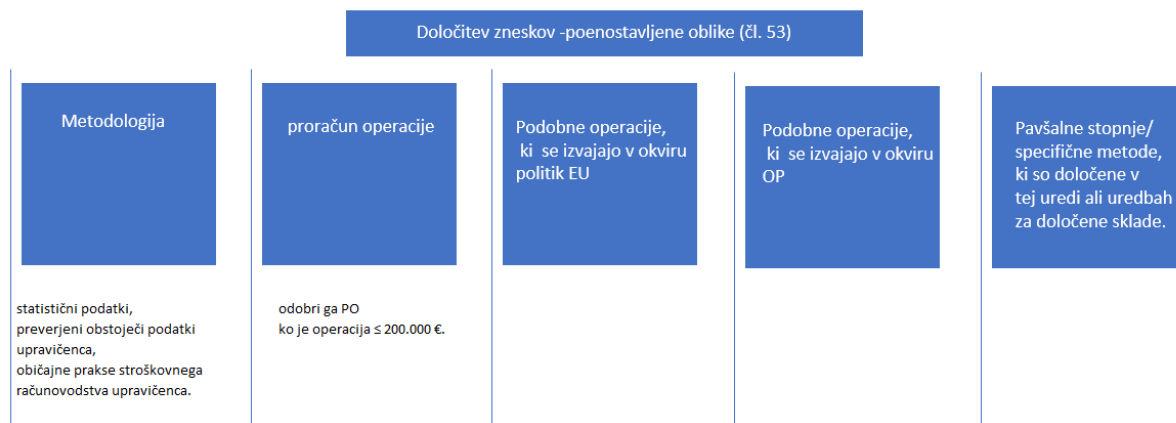 Določitev zneskov -poenostavljene oblike (čl. 53)
Metodologija
proračun operacije
Podobne operacije,
ki se izvajajo v okviru
politik EU
Podobne operacije,
ki se izvajajo v okviru
OP
Pavšalne stopnje/
specifične metode,
ki so določene v
tej uredi ali uredbah
za določene sklade.
statistični podatki,
preverjeni obstoječi podatki
upravičenca,
običajne prakse stroškovnega
računovodstva upravičenca.
odobri ga PO
ko je operacija ≤ 200.000 €.